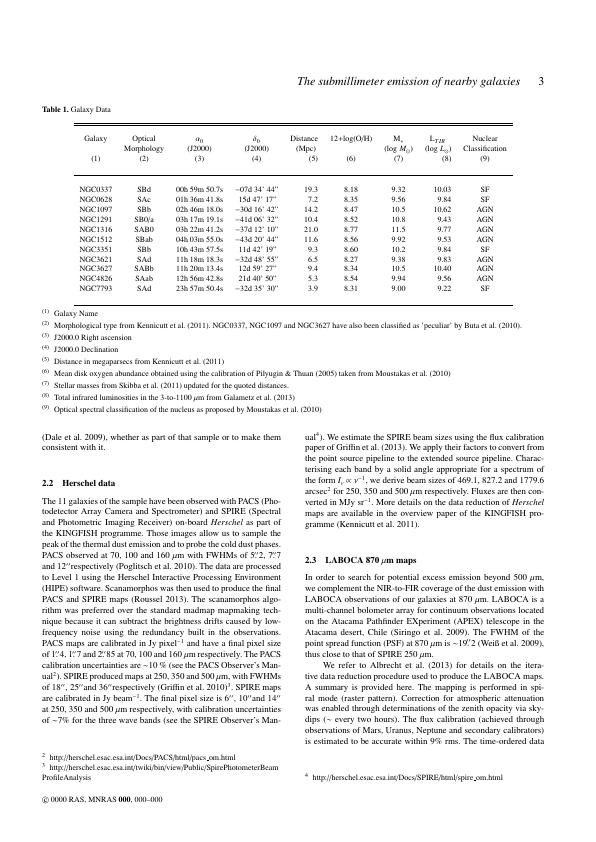 The submillimeter emission of nearby galaxies 3
Table 1. Galaxy Data
Galaxy Optical α0 δ0 Distance 12+log(O/H) M⋆ LTIR Nuclear
Morphology (J2000) (J2000) (Mpc) (log M⊙) (log L⊙) Classification
(1) (2) (3) (4) (5) (6) (7) (8) (9)
NGC0337 SBd 00h 59m 50.7s −07d 34' 44" 19.3 8.18 9.32 10.03 SF
NGC0628 SAc 01h 36m 41.8s 15d 47' 17" 7.2 8.35 9.56 9.84 SF
NGC1097 SBb 02h 46m 18.0s −30d 16' 42" 14.2 8.47 10.5 10.62 AGN
NGC1291 SB0/a 03h 17m 19.1s −41d 06' 32" 10.4 8.52 10.8 9.43 AGN
NGC1316 SAB0 03h 22m 41.2s −37d 12' 10" 21.0 8.77 11.5 9.77 AGN
NGC1512 SBab 04h 03m 55.0s −43d 20' 44" 11.6 8.56 9.92 9.53 AGN
NGC3351 SBb 10h 43m 57.5s 11d 42' 19" 9.3 8.60 10.2 9.84 SF
NGC3621 SAd 11h 18m 18.3s −32d 48' 55" 6.5 8.27 9.38 9.83 AGN
NGC3627 SABb 11h 20m 13.4s 12d 59' 27" 9.4 8.34 10.5 10.40 AGN
NGC4826 SAab 12h 56m 42.8s 21d 40' 50" 5.3 8.54 9.94 9.56 AGN
NGC7793 SAd 23h 57m 50.4s −32d 35' 30" 3.9 8.31 9.00 9.22 SF
(1) Galaxy Name
(2) Morphological type from Kennicutt et al. (2011). NGC0337, NGC1097 and NGC3627 have also been classified as 'peculiar' by Buta et al. (2010).
(3) J2000.0 Right ascension
(4) J2000.0 Declination
(5) Distance in megaparsecs from Kennicutt et al. (2011)
(6) Mean disk oxygen abundance obtained using the calibration of Pilyugin & Thuan (2005) taken from Moustakas et al. (2010)
(7) Stellar masses from Skibba et al. (2011) updated for the quoted distances.
(8) Total infrared luminosities in the 3-to-1100 μm from Galametz et al. (2013)
(9) Optical spectral classification of the nucleus as proposed by Moustakas et al. (2010)
(Dale et al. 2009), whether as part of that sample or to make them
consistent with it.
2.2 Herschel data
The 11 galaxies of the sample have been observed with PACS (Pho-
todetector Array Camera and Spectrometer) and SPIRE (Spectral
and Photometric Imaging Receiver) on-board Herschel as part of
the KINGFISH programme. Those images allow us to sample the
peak of the thermal dust emission and to probe the cold dust phases.
PACS observed at 70, 100 and 160 μm with FWHMs of 5″.2, 7″.7
and 12″respectively (Poglitsch et al. 2010). The data are processed
to Level 1 using the Herschel Interactive Processing Environment
(HIPE) software. Scanamorphos was then used to produce the final
PACS and SPIRE maps (Roussel 2013). The scanamorphos algo-
rithm was preferred over the standard madmap mapmaking tech-
nique because it can subtract the brightness drifts caused by low-
frequency noise using the redundancy built in the observations.
PACS maps are calibrated in Jy pixel−1 and have a final pixel size
of 1″.4, 1″.7 and 2″.85 at 70, 100 and 160 μm respectively. The PACS
calibration uncertainties are ~10 % (see the PACS Observer's Man-
ual2). SPIRE produced maps at 250, 350 and 500 μm, with FWHMs
of 18″, 25″and 36″respectively (Griffin et al. 2010)3. SPIRE maps
are calibrated in Jy beam−1. The final pixel size is 6″, 10″and 14″
at 250, 350 and 500 μm respectively, with calibration uncertainties
of ~7% for the three wave bands (see the SPIRE Observer's Man-
2 http://herschel.esac.esa.int/Docs/PACS/html/pacs_om.html
3 http://herschel.esac.esa.int/twiki/bin/view/Public/SpirePhotometerBeam
ProfileAnalysis
ual4). We estimate the SPIRE beam sizes using the flux calibration
paper of Griffin et al. (2013). We apply their factors to convert from
the point source pipeline to the extended source pipeline. Charac-
terising each band by a solid angle appropriate for a spectrum of
the form Iν ∝ ν−1, we derive beam sizes of 469.1, 827.2 and 1779.6
arcsec2 for 250, 350 and 500 μm respectively. Fluxes are then con-
verted in MJy sr−1. More details on the data reduction of Herschel
maps are available in the overview paper of the KINGFISH pro-
gramme (Kennicutt et al. 2011).
2.3 LABOCA 870 μm maps
In order to search for potential excess emission beyond 500 μm,
we complement the NIR-to-FIR coverage of the dust emission with
LABOCA observations of our galaxies at 870 μm. LABOCA is a
multi-channel bolometer array for continuum observations located
on the Atacama Pathfinder EXperiment (APEX) telescope in the
Atacama desert, Chile (Siringo et al. 2009). The FWHM of the
point spread function (PSF) at 870 μm is ~19″.2 (Weiß et al. 2009),
thus close to that of SPIRE 250 μm.
We refer to Albrecht et al. (2013) for details on the itera-
tive data reduction procedure used to produce the LABOCA maps.
A summary is provided here. The mapping is performed in spi-
ral mode (raster pattern). Correction for atmospheric attenuation
was enabled through determinations of the zenith opacity via sky-
dips (~ every two hours). The flux calibration (achieved through
observations of Mars, Uranus, Neptune and secondary calibrators)
is estimated to be accurate within 9% rms. The time-ordered data
4 http://herschel.esac.esa.int/Docs/SPIRE/html/spire_om.html
© 0000 RAS, MNRAS 000, 000–000